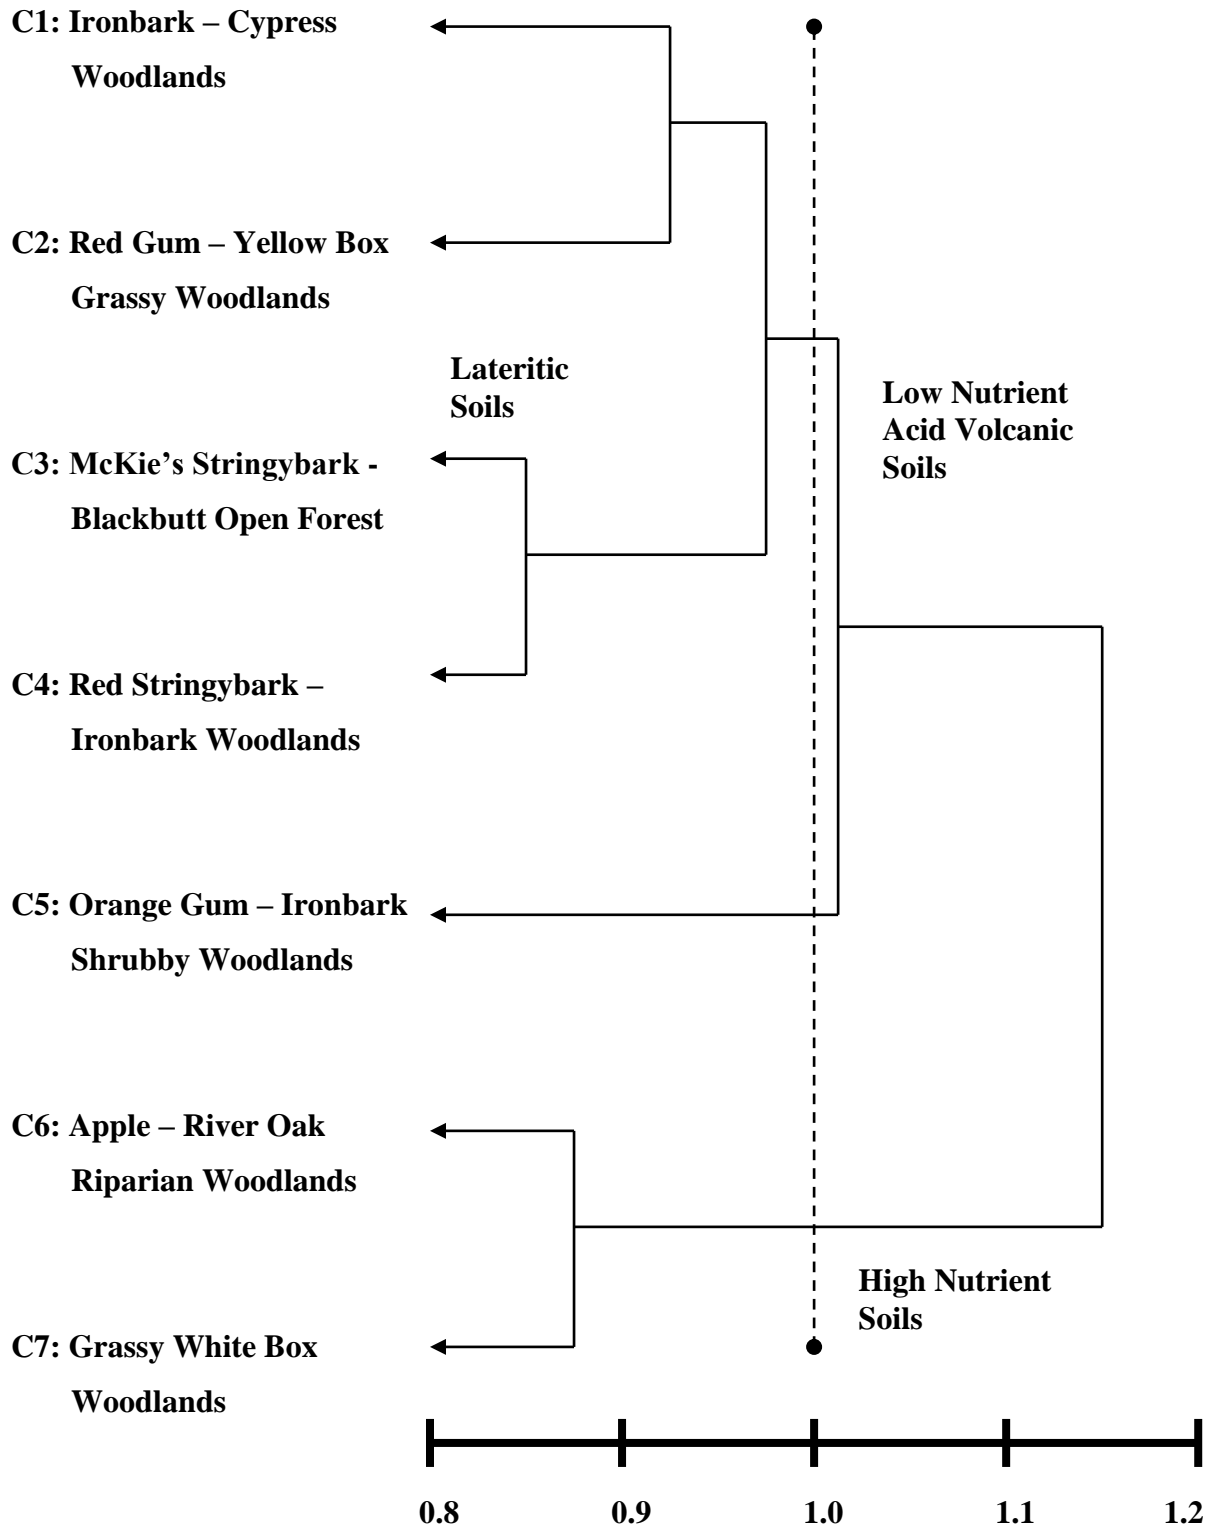 C1: Ironbark – Cypress
Woodlands
C2: Red Gum – Yellow Box
Grassy Woodlands
Lateritic
Soils
Low Nutrient
Acid Volcanic
Soils
C3: McKie’s Stringybark -
Blackbutt Open Forest
C4: Red Stringybark –
Ironbark Woodlands
C5: Orange Gum – Ironbark
Shrubby Woodlands
C6: Apple – River Oak
Riparian Woodlands
High Nutrient
Soils
C7: Grassy White Box
Woodlands
0.8 0.9 1.0 1.1 1.2